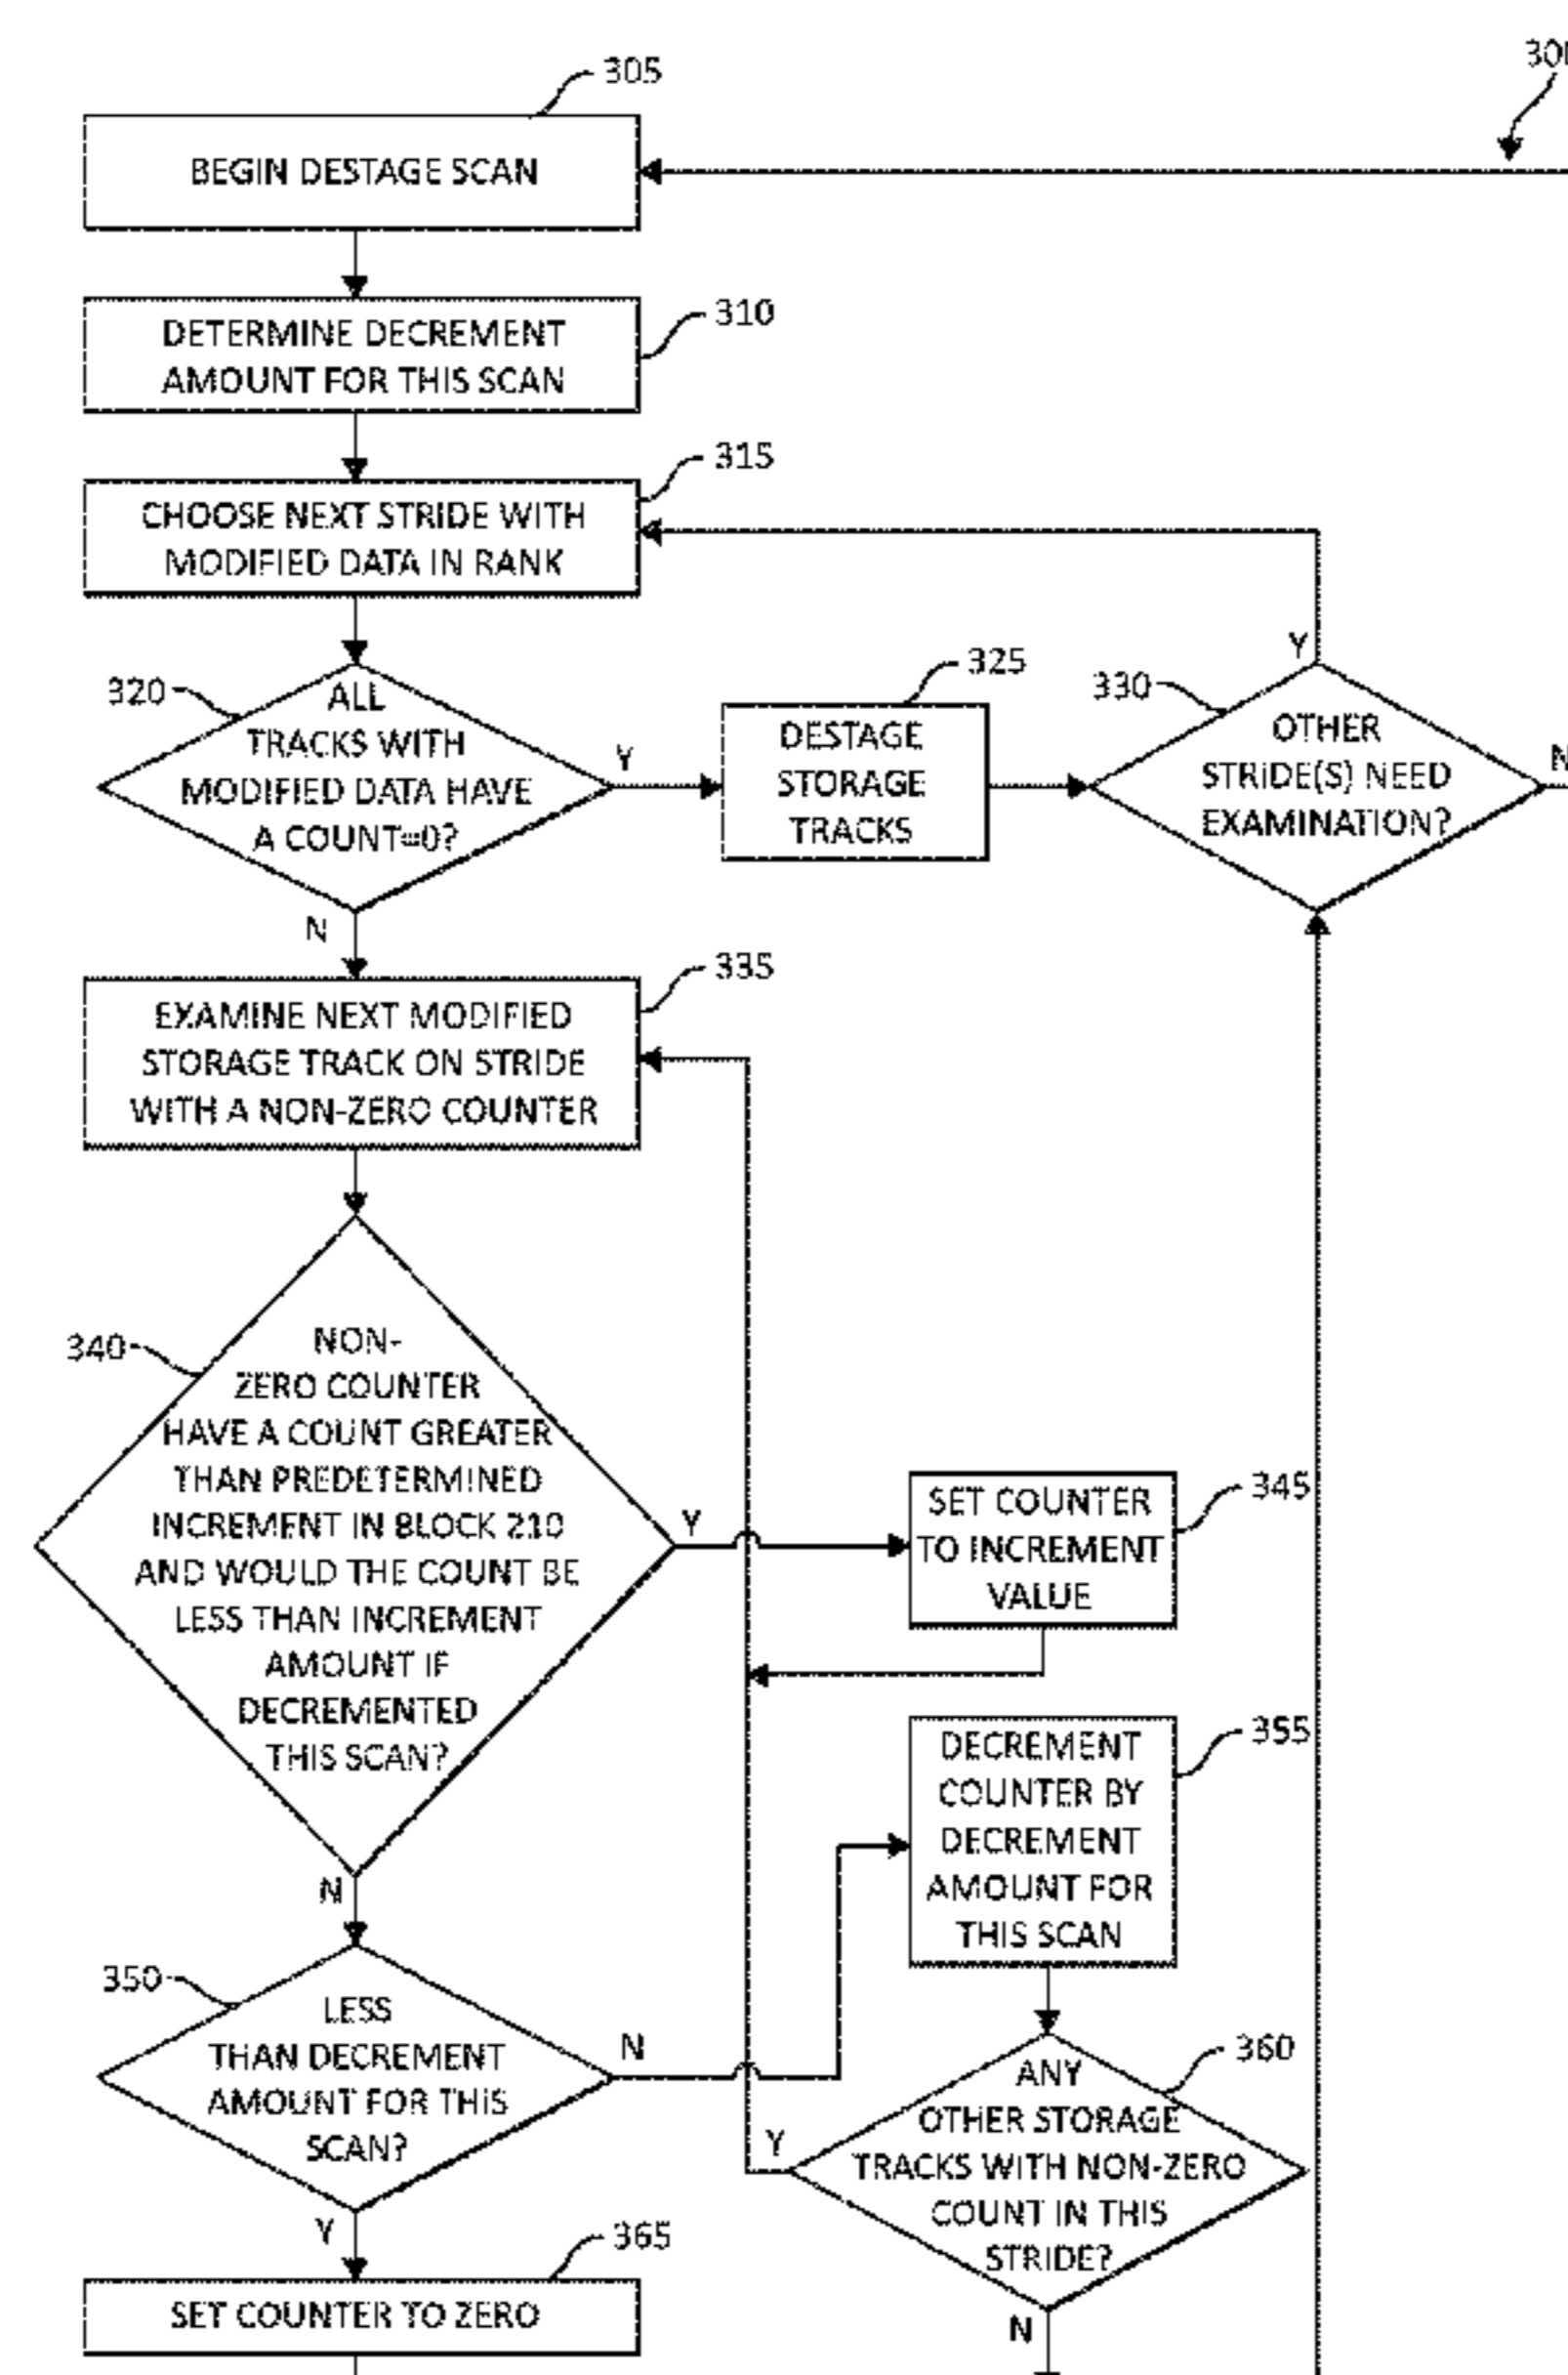 305
30
BEGIN DESTAGE SCAN
310
DETERMINE DECREMENT
AMOUNT FOR THIS SCAN
315
CHOOSE NEXT STRIDE WITH
MODIFIED DATA IN RANK
320
ALL
TRACKS WITH
MODIFIED DATA HAVE
A COUNT=0?
Y
N
325
DESTAGE
STORAGE
TRACKS
330
Y
OTHER
STRIDE(S) NEED
EXAMINATION?
N
335
EXAMINE NEXT MODIFIED
STORAGE TRACK ON STRIDE
WITH A NON-ZERO COUNTER
340
NON-
ZERO COUNTER
HAVE A COUNT GREATER
THAN PREDETERMINED
INCREMENT IN BLOCK 210
AND WOULD THE COUNT BE
LESS THAN INCREMENT
AMOUNT IF
DECREMENTED
THIS SCAN?
Y
N
345
SET COUNTER
TO INCREMENT
VALUE
350
LESS
THAN DECREMENT
AMOUNT FOR THIS
SCAN?
N
Y
355
DECREMENT
COUNTER BY
DECREMENT
AMOUNT FOR
THIS SCAN
360
ANY
OTHER STORAGE
TRACKS WITH NON-ZERO
COUNT IN THIS
STRIDE?
Y
N
365
SET COUNTER TO ZERO